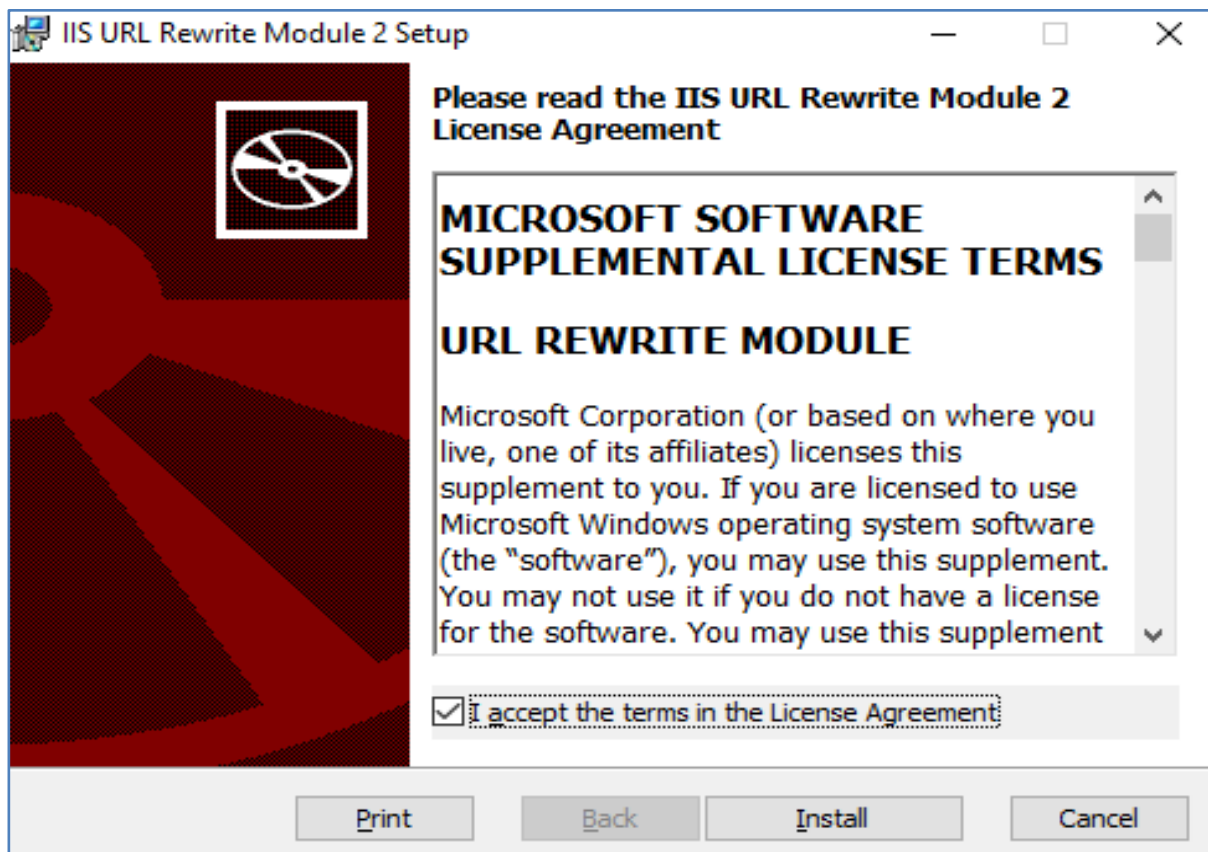 IIS URL Rewrite Module 2 Setup
Please read the IIS URL Rewrite Module 2
License Agreement
MICROSOFT SOFTWARE
SUPPLEMENTAL LICENSE TERMS
URL REWRITE MODULE
Microsoft Corporation (or based on where you
live, one of its affiliates) licenses this
supplement to you. If you are licensed to use
Microsoft Windows operating system software
(the “software”), you may use this supplement.
You may not use it if you do not have a license
for the software. You may use this supplement
I accept the terms in the License Agreement
Print Back Install Cancel